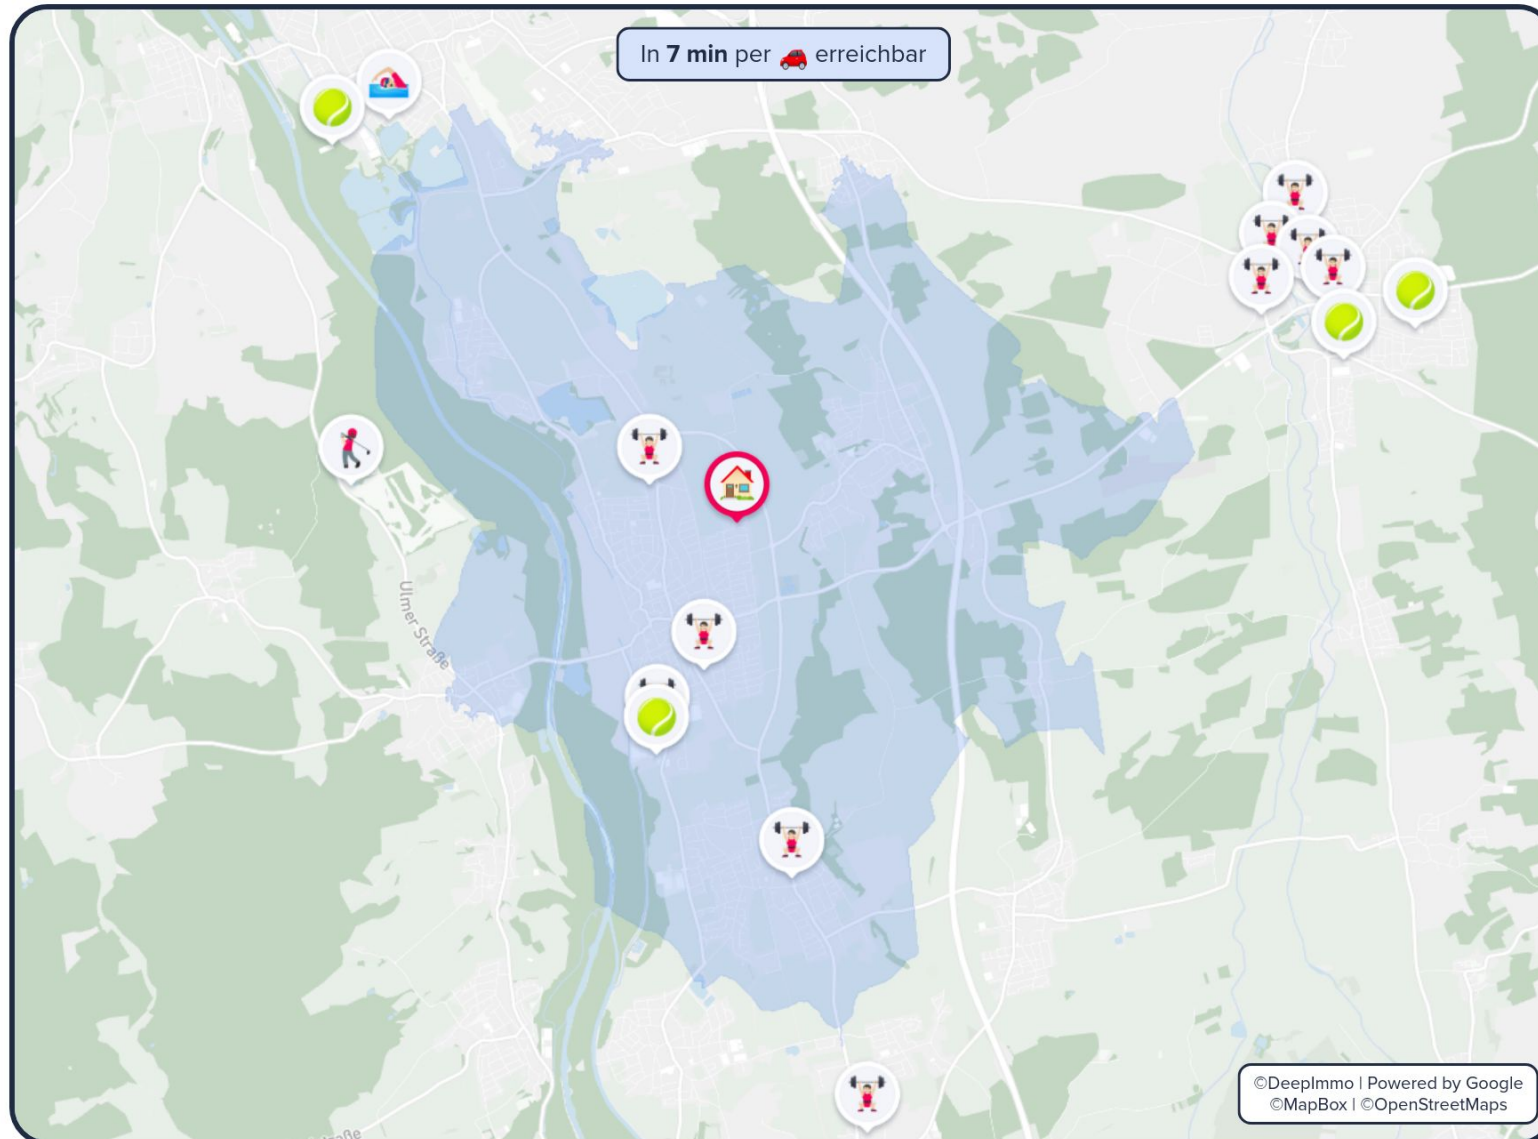 In 7 min per 🚗 erreichbar
Ulmer Straße
©DeepImmo | Powered by Google
©MapBox | ©OpenStreetMaps